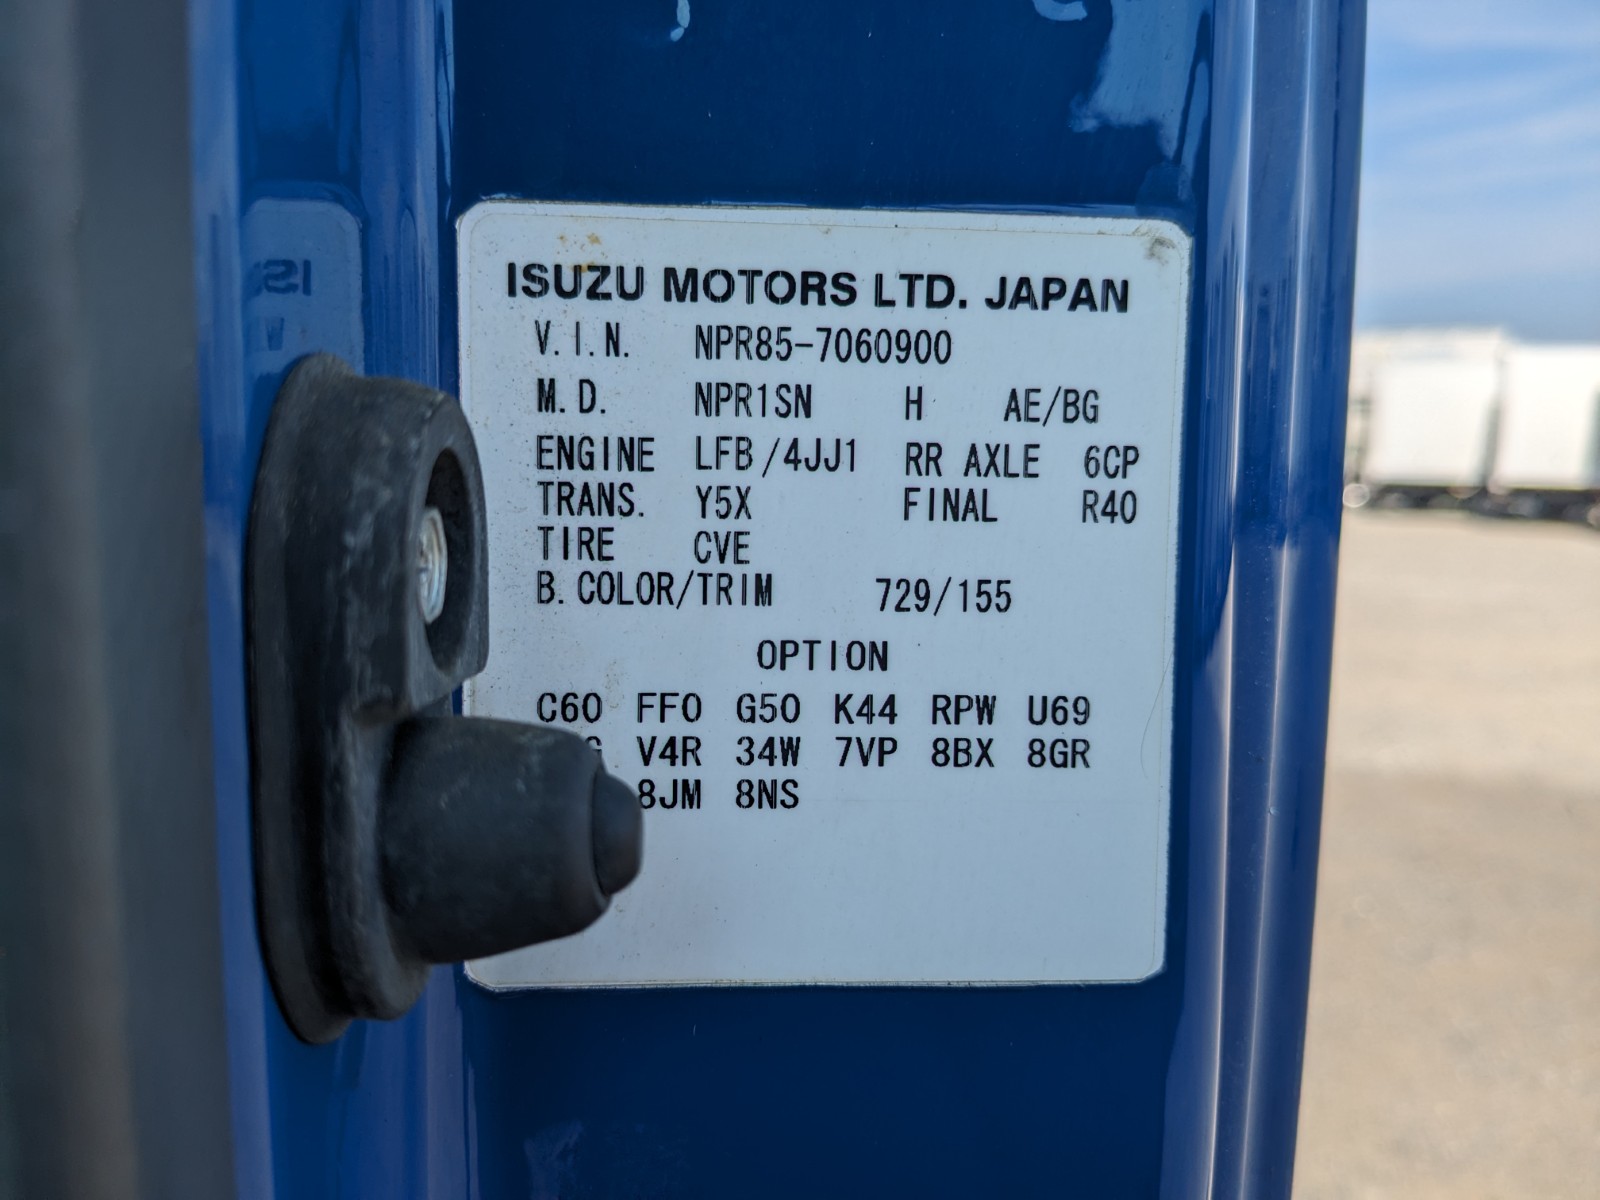 ISUZU MOTORS LTD. JAPAN
V.I.N. NPR85-7060900
M.D. NPR1SN H AE/BG
ENGINE LFB/4JJ1 RR AXLE 6CP
TRANS. Y5X FINAL R40
TIRE CVE
B.COLOR/TRIM 729/155
OPTION
C60 FF0 G50 K44 RPW U69
V4R 34W 7VP 8BX 8GR
8JM 8NS